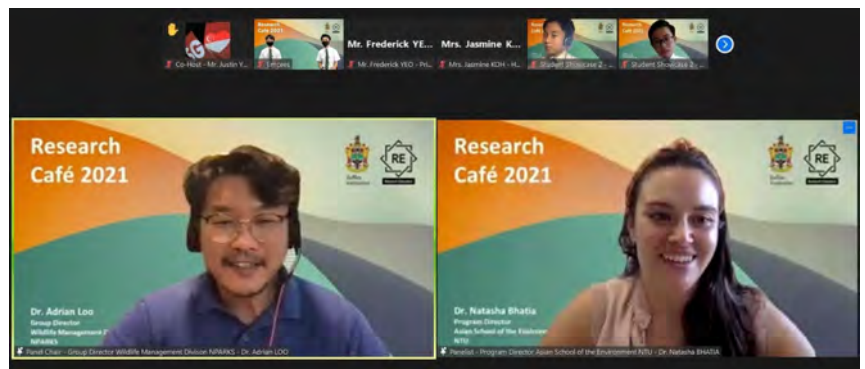 Research
Café 2021
Co-Host - Mr. Justin Y...
Emcees
Mr. Frederick YE...
Mr. Frederick YEO - Pri...
Mrs. Jasmine K...
Mrs. Jasmine KOH - H...
Student Showcase 2 - ...
Student Showcase 2 - ...
Research
Café 2021
RE
Dr. Adrian Loo
Group Director
Wildlife Management D
NPARKS
Panel Chair - Group Director Wildlife Management Divison NPARKS - Dr. Adrian LOO
Research
Café 2021
RE
Dr. Natasha Bhatia
Program Director
Asian School of the Environ
NTU
Panelist - Program Director Asian School of the Environment NTU - Dr. Natasha BHATIA